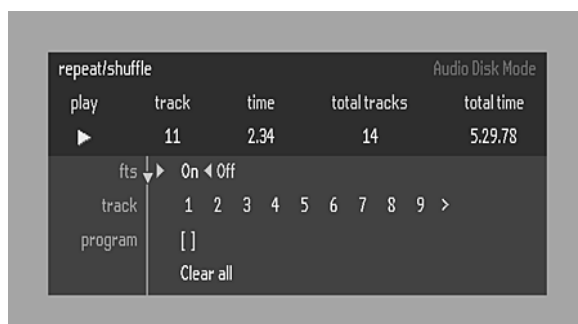 repeat/shuffle Audio Disk Mode
play track time total tracks total time
11 2.34 14 5.29.78
fts On Off
track 1 2 3 4 5 6 7 8 9 >
program [ ]
Clear all